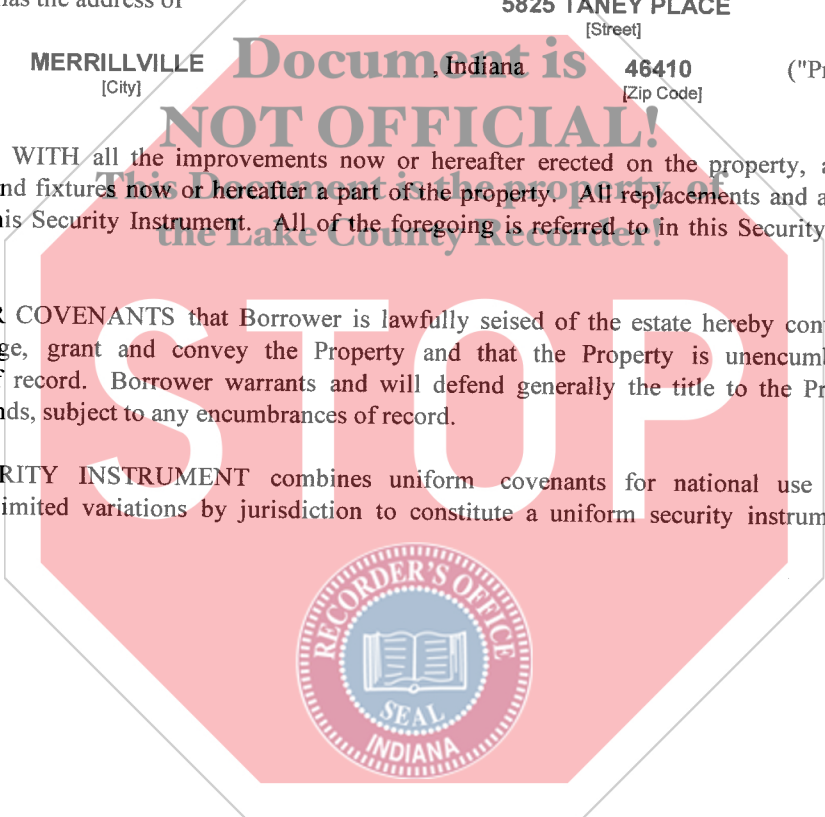 has the address of
5825 TANEY PLACE
[Street]
MERRILLVILLE , Indiana 46410 ("Pr
[City] [Zip Code]
Document is
NOT OFFICIAL!
This Document is the property of
the Lake County Recorder!
WITH all the improvements now or hereafter erected on the property, a
nd fixtures now or hereafter a part of the property. All replacements and a
his Security Instrument. All of the foregoing is referred to in this Security
R COVENANTS that Borrower is lawfully seised of the estate hereby con
ge, grant and convey the Property and that the Property is unencumb
f record. Borrower warrants and will defend generally the title to the Pr
nds, subject to any encumbrances of record.
RITY INSTRUMENT combines uniform covenants for national use
imited variations by jurisdiction to constitute a uniform security instrum
STOP
RECORDER'S OFFICE
SEAL
INDIANA